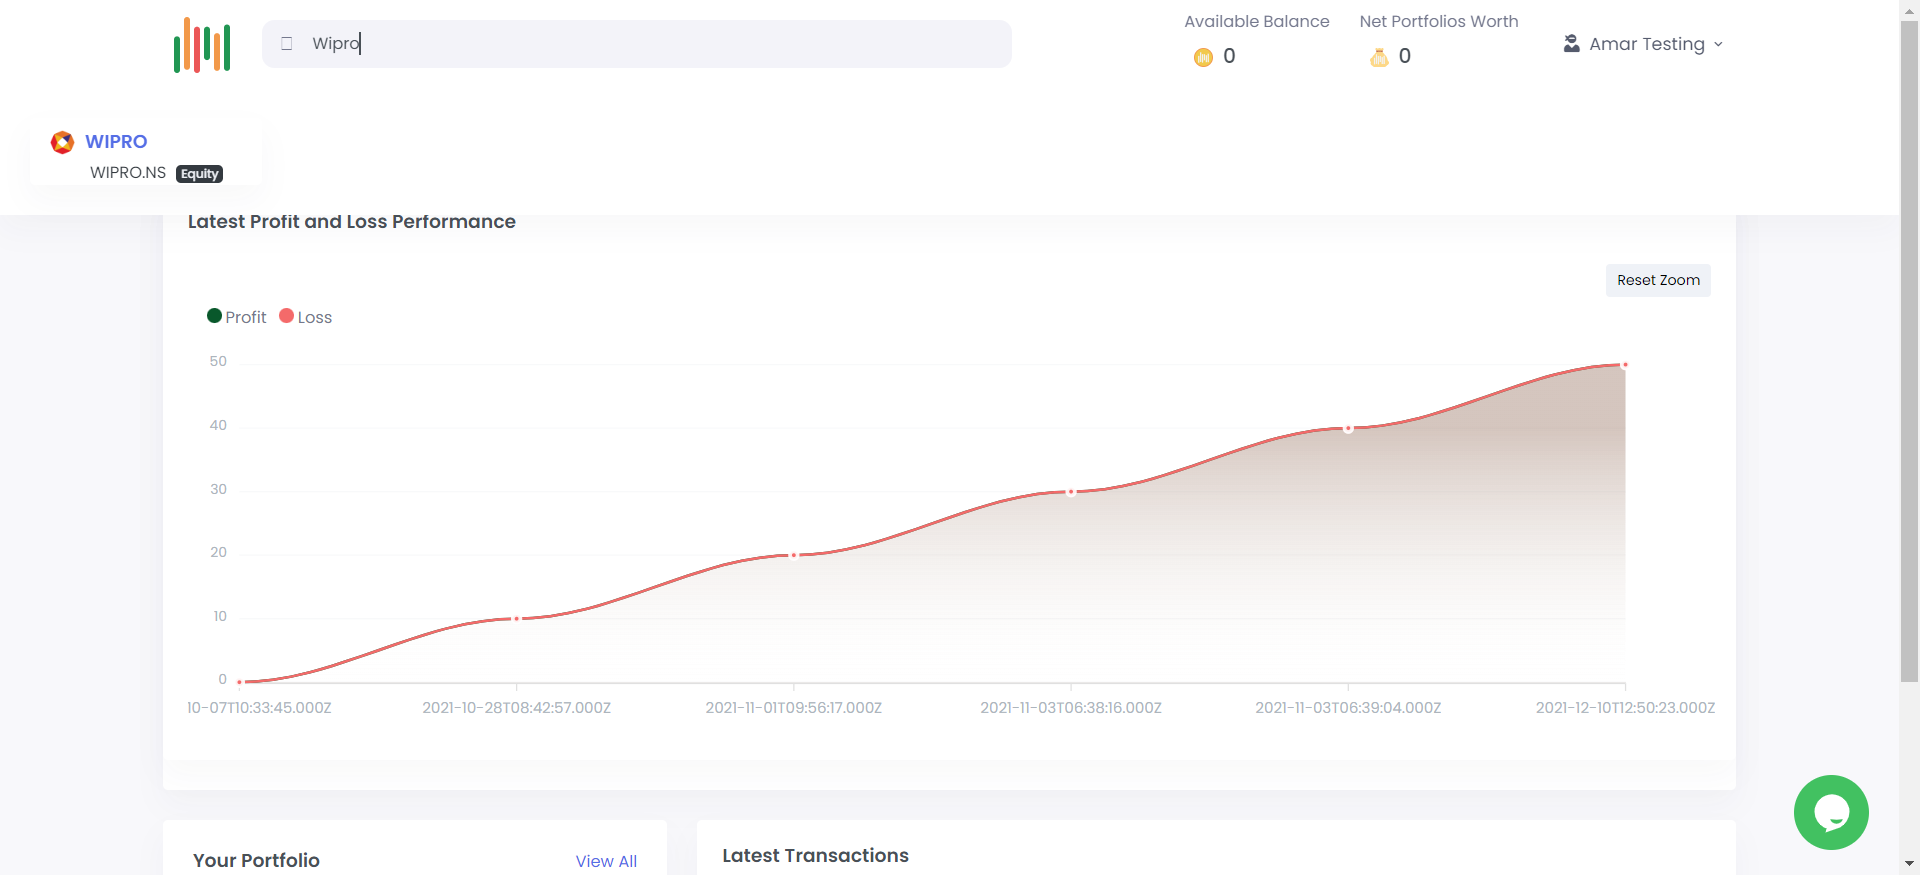 Wipro
Available Balance
0
Net Portfolios Worth
0
Amar Testing
WIPRO
WIPRO.NS Equity
Latest Profit and Loss Performance
Reset Zoom
Profit Loss
50
40
30
20
10
0
10-07T10:33:45.000Z 2021-10-28T08:42:57.000Z 2021-11-01T09:56:17.000Z 2021-11-03T06:38:16.000Z 2021-11-03T06:39:04.000Z 2021-12-10T12:50:23.000Z
Your Portfolio View All
Latest Transactions